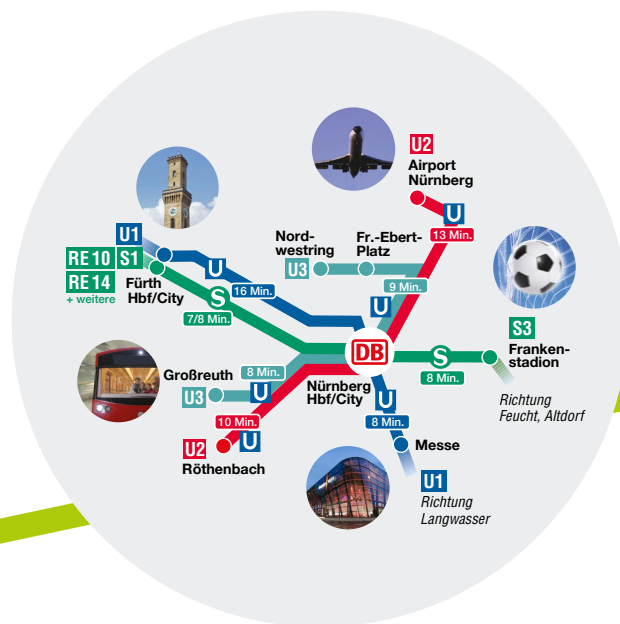 U2
Airport
Nürnberg
U
13 Min.
Nord-
westring
Fr.-Ebert-
Platz
U3
9 Min.
U
U1
RE 10 S1
RE 14
+ weitere
Fürth
Hbf/City
U
16 Min.
S
7/8 Min.
S3
Franken-
stadion
S
8 Min.
Richtung
Feucht, Altdorf
DB
Nürnberg
Hbf/City
Großreuth
8 Min.
U3
U
10 Min.
U2
U
Röthenbach
U
8 Min.
Messe
U1
Richtung
Langwasser